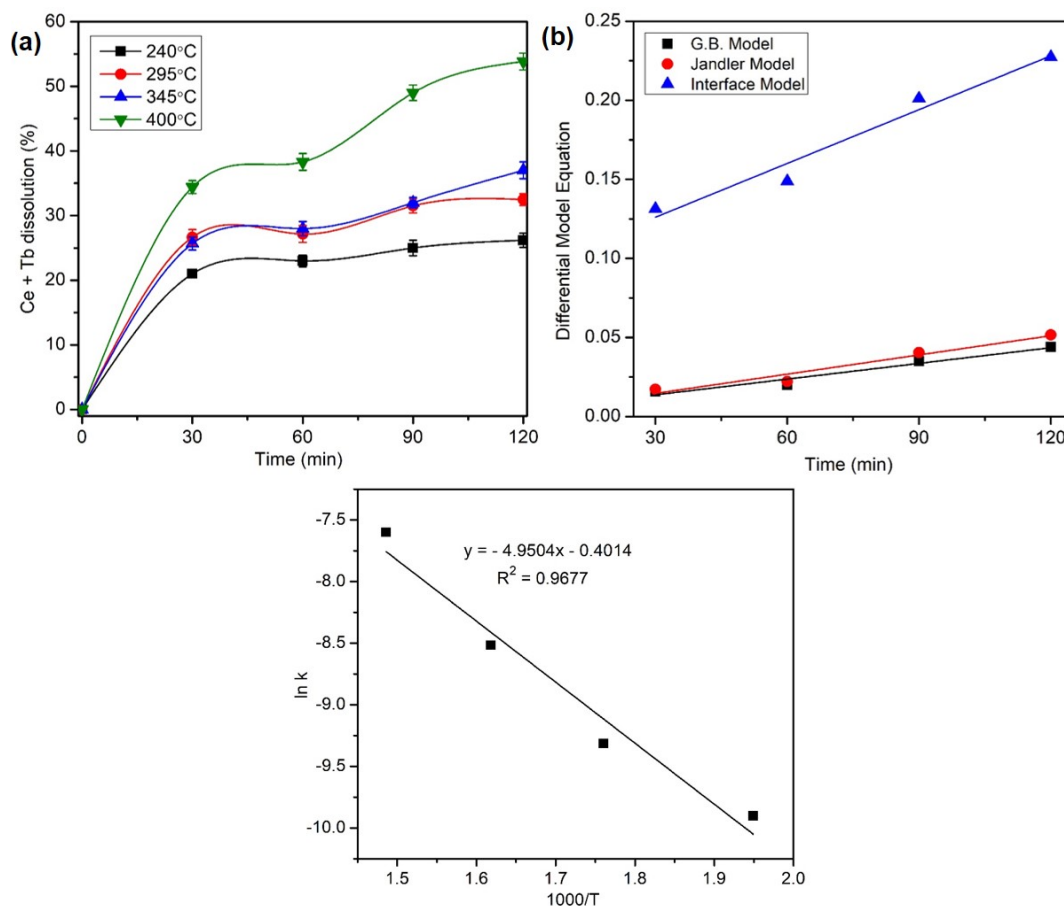 (a)
240°C
295°C
345°C
400°C
Ce + Tb dissolution (%)
60
50
40
30
20
10
0
0
30
60
90
120
Time (min)
(b)
G.B. Model
Jandler Model
Interface Model
Differential Model Equation
0.25
0.20
0.15
0.10
0.05
0.00
30
60
90
120
Time (min)
y = - 4.9504x - 0.4014
R² = 0.9677
ln k
-7.5
-8.0
-8.5
-9.0
-9.5
-10.0
1.5
1.6
1.7
1.8
1.9
2.0
1000/T